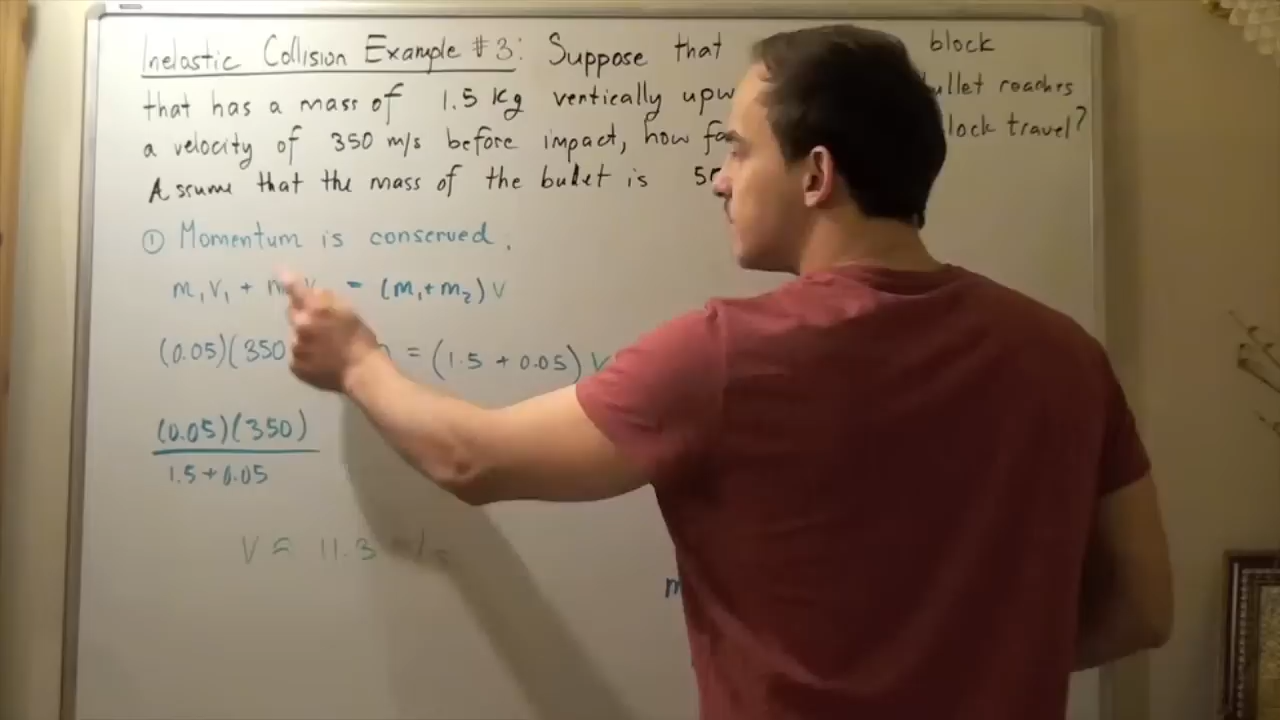 Inelastic Collision Example #3: Suppose that block
that has a mass of 1.5 Kg vertically upw ullet reaches
a velocity of 350 m/s before impact, how fa lock travel?
Assume that the mass of the bullet is 50
① Momentum is conserved.
m₁v₁ + m = (m₁+m₂)V
(0.05)(350 = (1.5 + 0.05) V
(0.05)(350)
1.5+0.05
V = 11.3 m/s
m